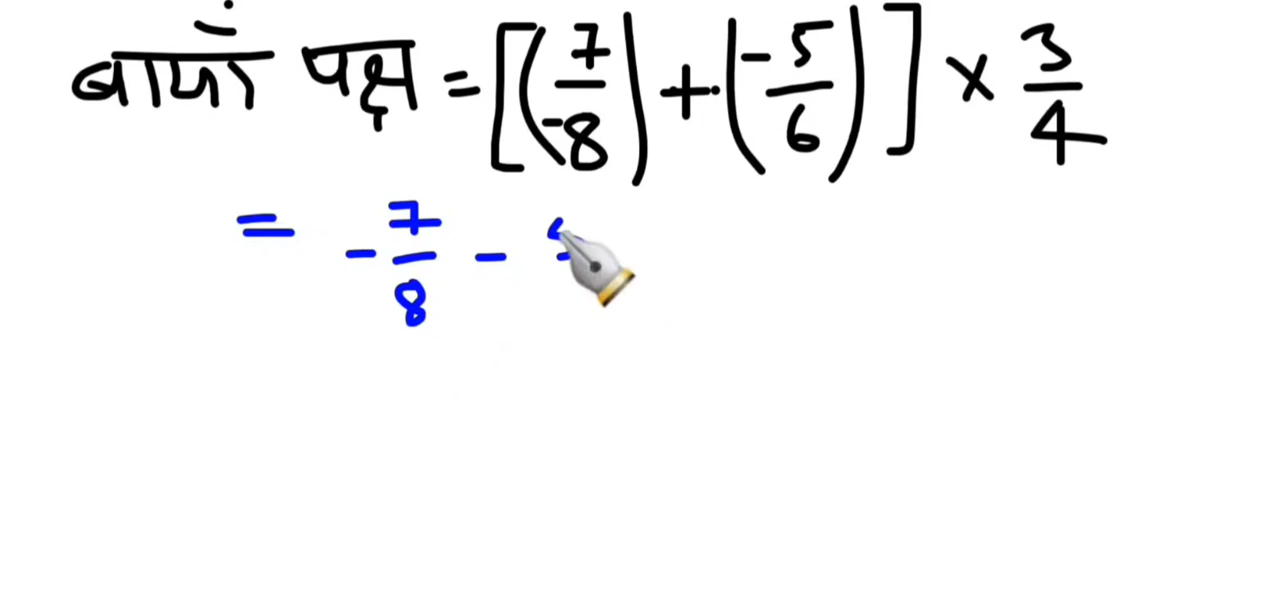 बायाँ पक्ष = [(7/-8) + (-5/6)] × 3/4
= - 7/8 -